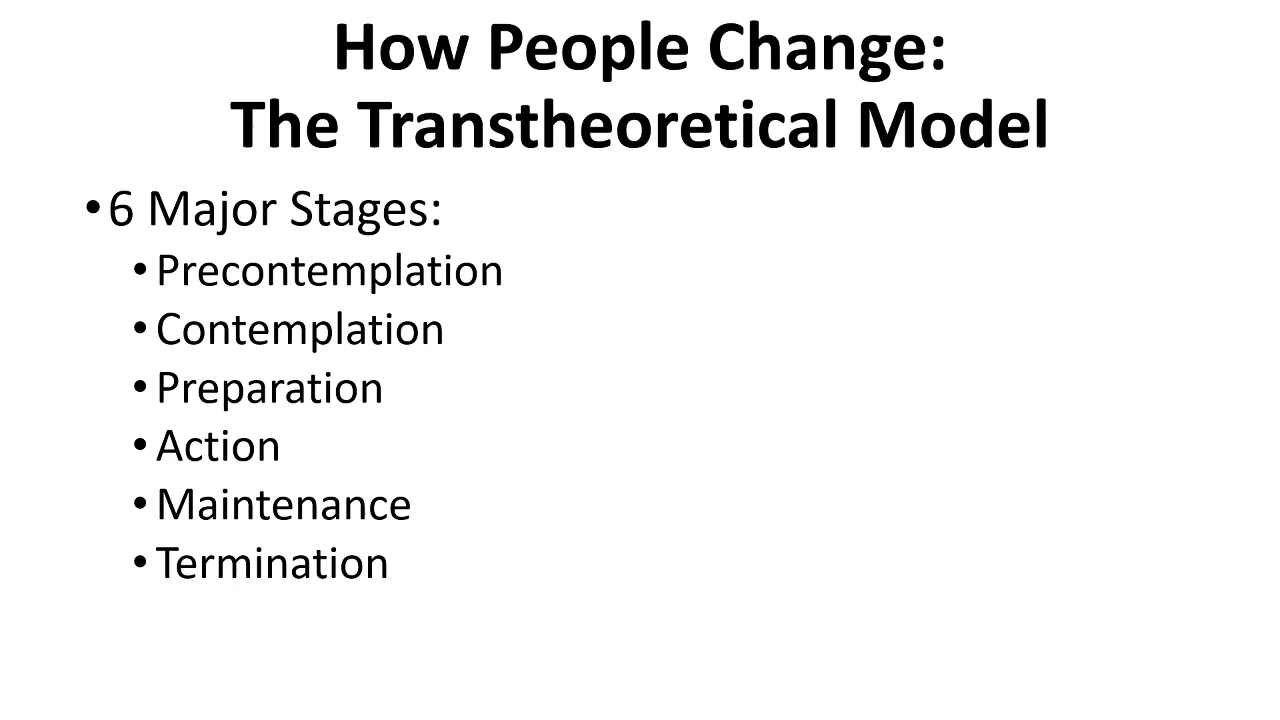 How People Change:
The Transtheoretical Model
•6 Major Stages:
•Precontemplation
•Contemplation
•Preparation
•Action
•Maintenance
•Termination